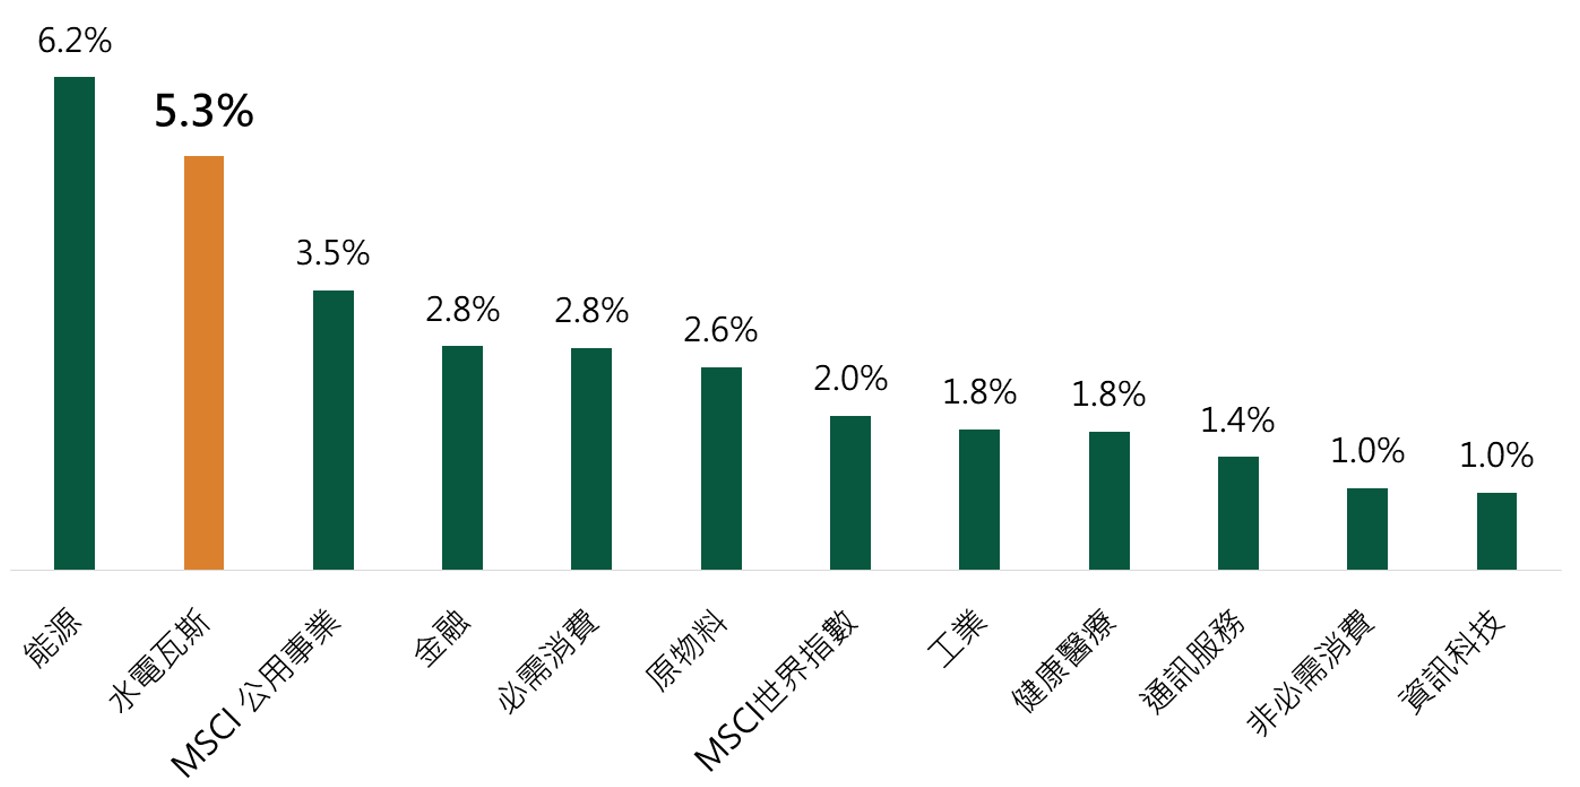 6.2%
5.3%
3.5%
2.8%
2.8%
2.6%
2.0%
1.8%
1.8%
1.4%
1.0%
1.0%
能源
水電瓦斯
MSCI 公用事業
金融
必需消費
原物料
MSCI世界指數
工業
健康醫療
通訊服務
非必需消費
資訊科技